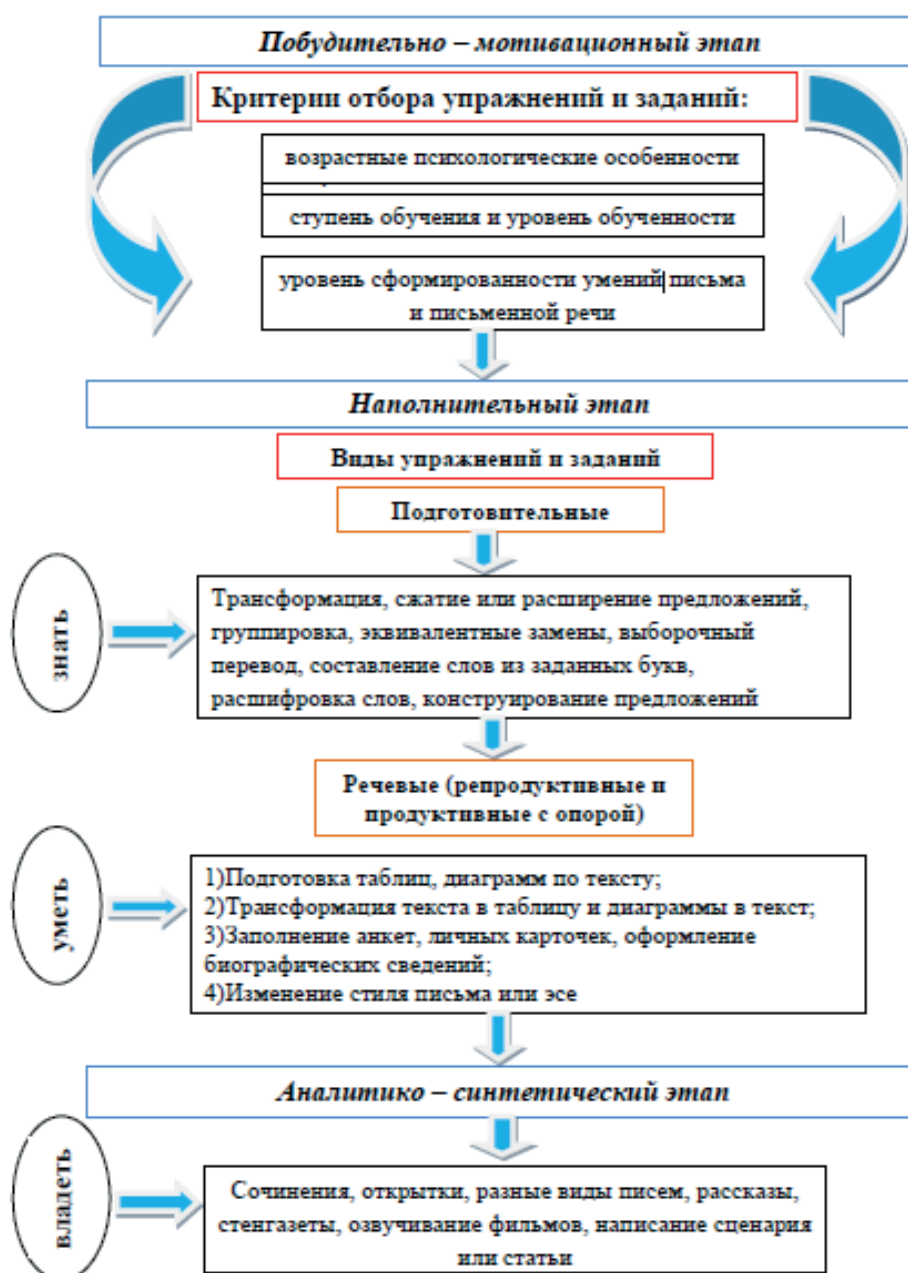 Побудительно – мотивационный этап
Критерии отбора упражнений и заданий:
возрастные психологические особенности
ступень обучения и уровень обученности
уровень сформированности умений письма
и письменной речи
Наполнительный этап
Виды упражнений и заданий
Подготовительные
знать
Трансформация, сжатие или расширение предложений,
группировка, эквивалентные замены, выборочный
перевод, составление слов из заданных букв,
расшифровка слов, конструирование предложений
Речевые (репродуктивные и
продуктивные с опорой)
уметь
1)Подготовка таблиц, диаграмм по тексту;
2)Трансформация текста в таблицу и диаграммы в текст;
3)Заполнение анкет, личных карточек, оформление
биографических сведений;
4)Изменение стиля письма или эсе
Аналитико – синтетический этап
владеть
Сочинения, открытки, разные виды писем, рассказы,
стенгазеты, озвучивание фильмов, написание сценария
или статьи